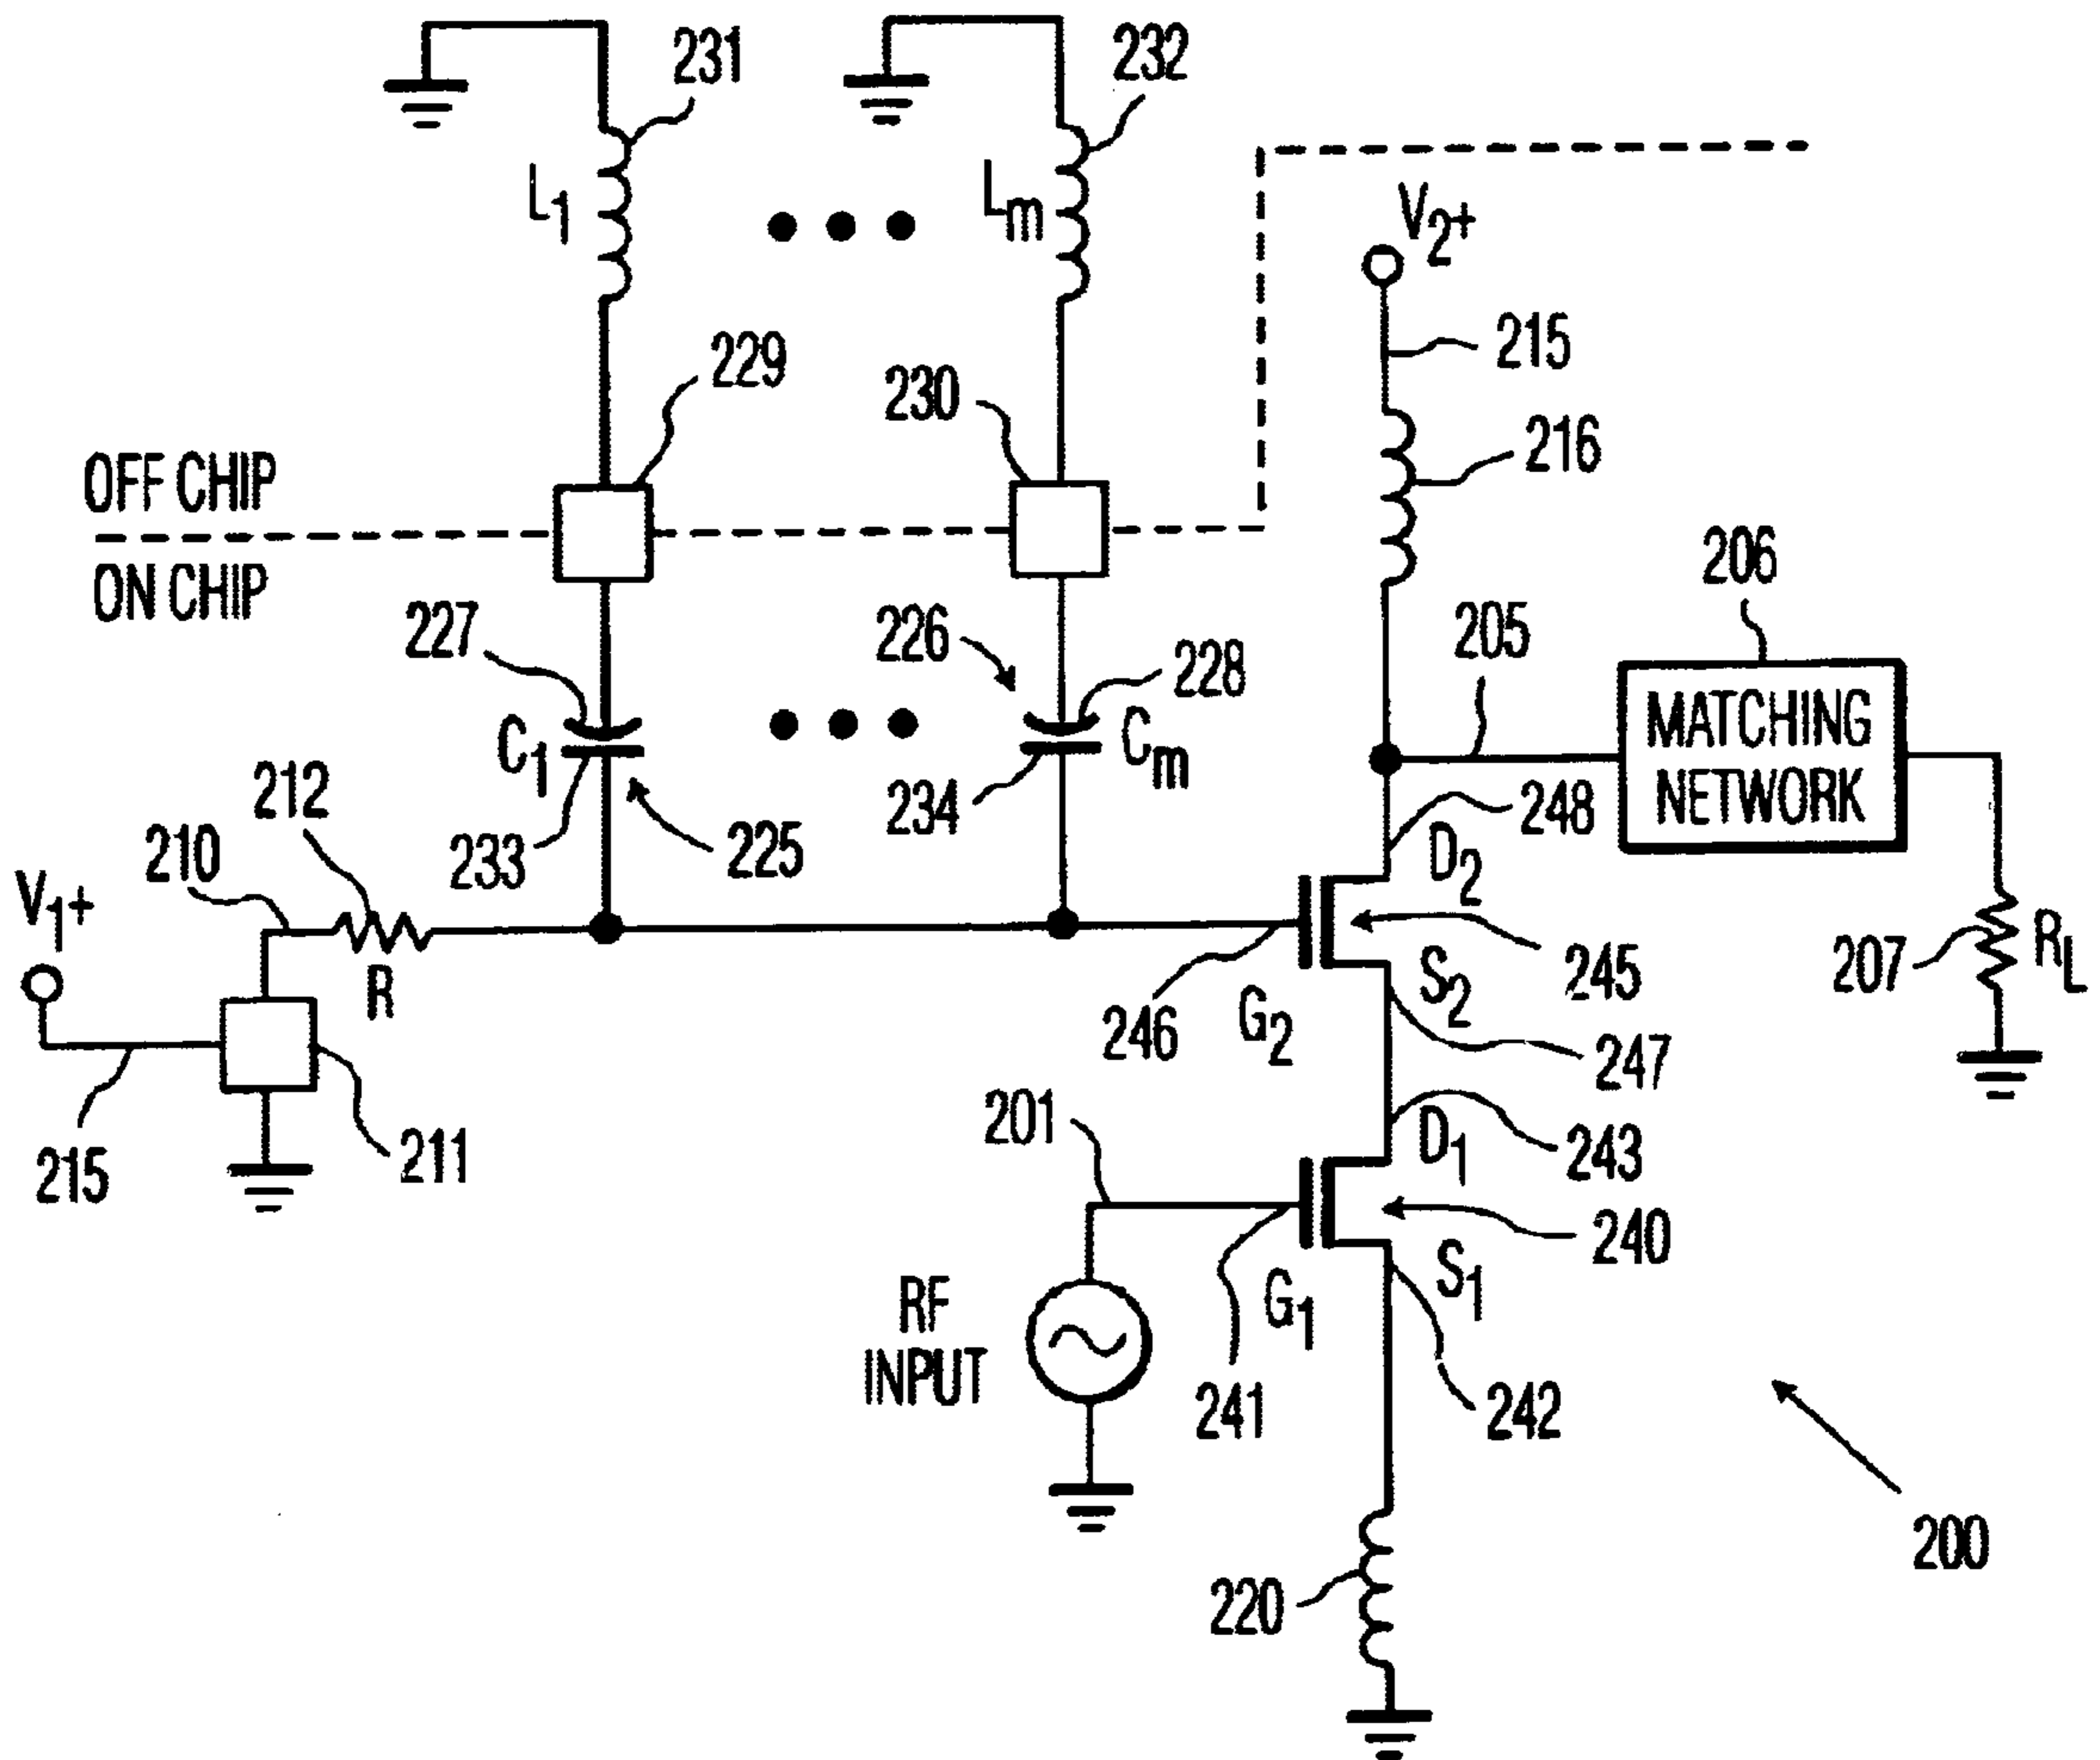 231
232
L1
Lm
V2+
215
229
230
216
OFF CHIP
ON CHIP
206
227
226
228
205
MATCHING
NETWORK
C1
Cm
212
233
225
234
248
210
D2
V1+
R
246
G2
S2
245
207
RL
247
201
D1
243
215
211
240
RF
INPUT
G1
S1
241
242
200
220